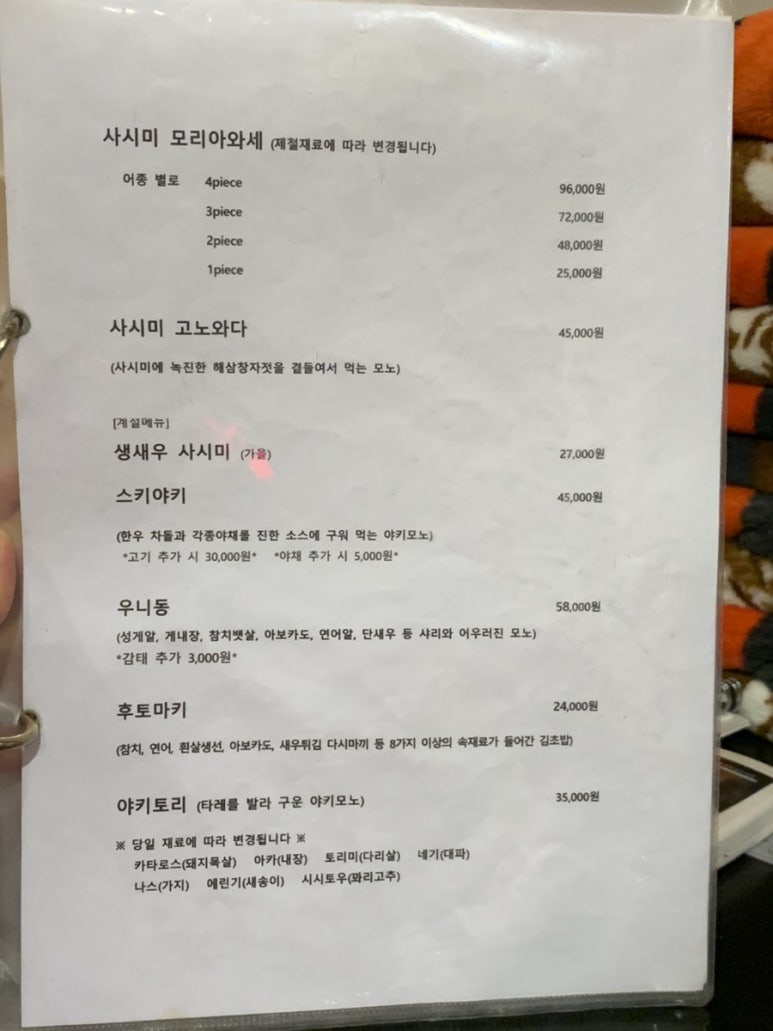 사시미 모리아와세 (제철재료에 따라 변경됩니다)
어종 별로 4piece 96,000원
3piece 72,000원
2piece 48,000원
1piece 25,000원
사시미 고노와다 45,000원
(사시미에 녹진한 해삼창자젓을 곁들여서 먹는 모노)
[계설메뉴]
생새우 사시미 (가을) 27,000원
스키야키 45,000원
(한우 차돌과 각종야채를 진한 소스에 구워 먹는 야키모노)
*고기 추가 시 30,000원* *야채 추가 시 5,000원*
우니동 58,000원
(성게알, 게내장, 참치뱃살, 아보카도, 연어알, 단새우 등 샤리와 어우러진 모노)
*감태 추가 3,000원*
후토마키 24,000원
(참치, 연어, 흰살생선, 아보카도, 새우튀김 다시마끼 등 8가지 이상의 속재료가 들어간 김초밥)
야키토리 (타레를 발라 구운 야키모노) 35,000원
※ 당일 재료에 따라 변경됩니다 ※
카타로스(돼지목살) 아카(내장) 토리미(다리살) 네기(대파)
나스(가지) 에린기(새송이) 시시토우(꽈리고추)